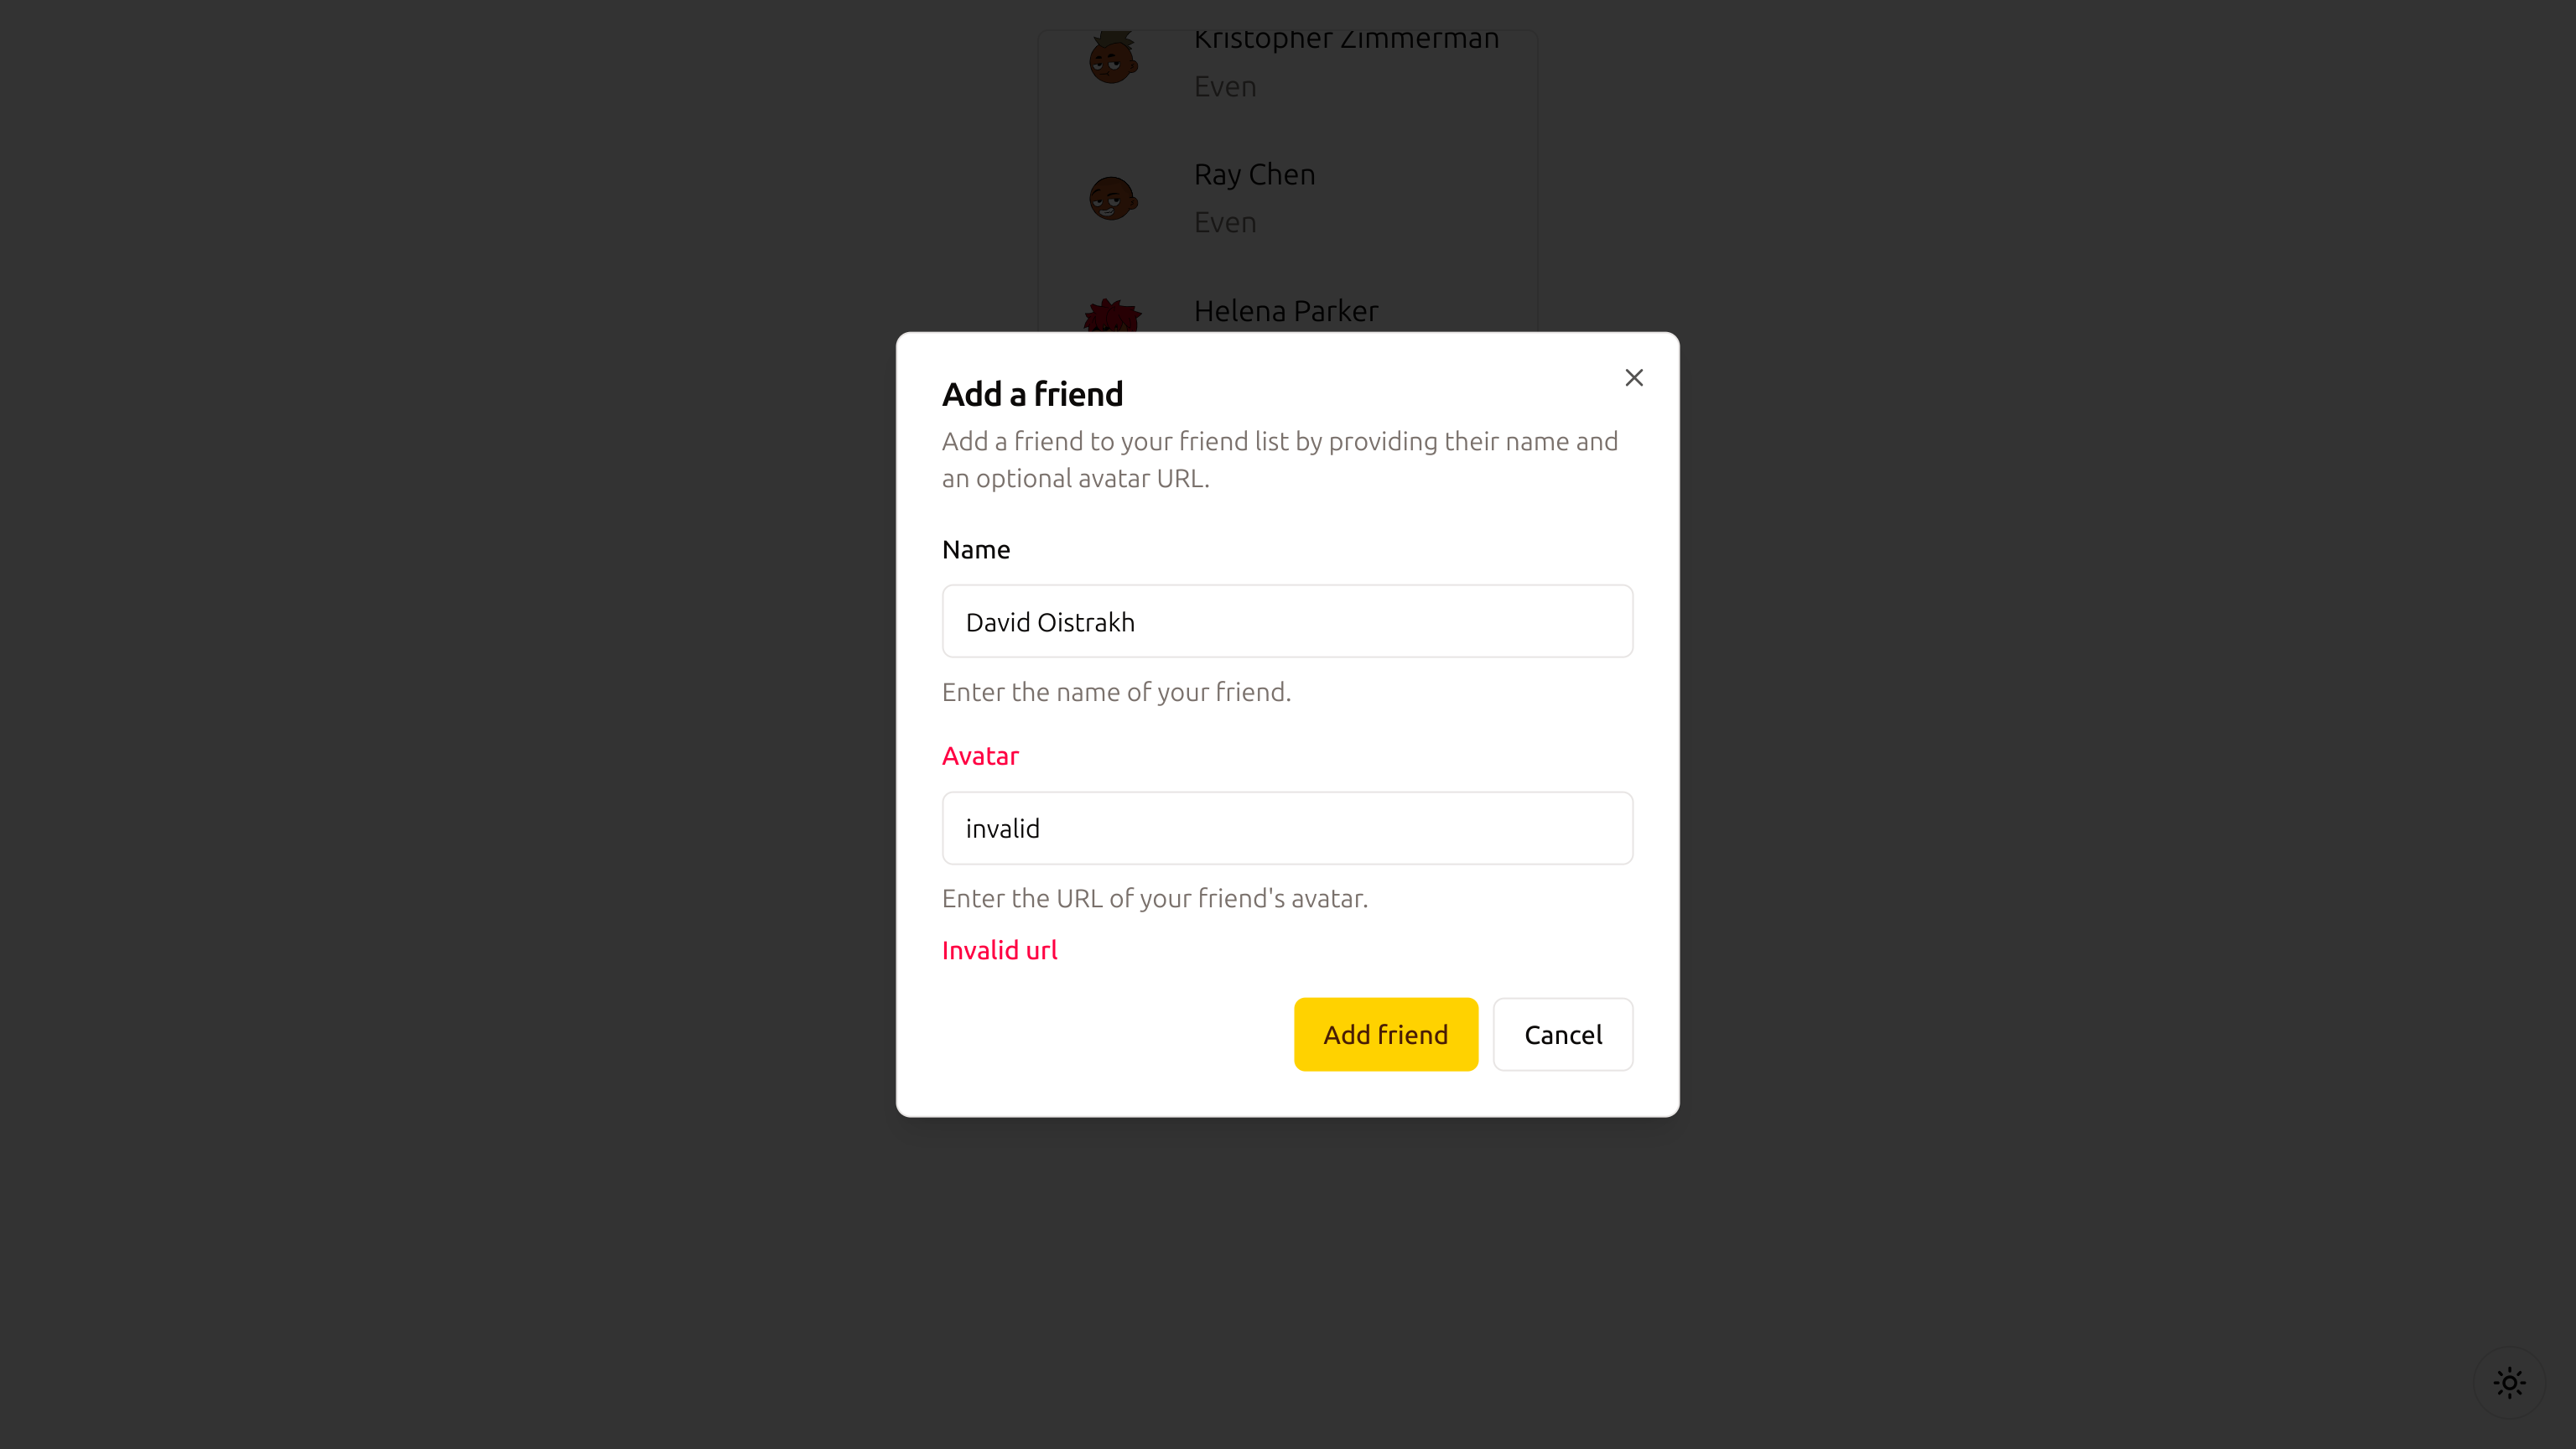 Kristopher Zimmerman
Even
Ray Chen
Even
Helena Parker
Add a friend
Add a friend to your friend list by providing their name and
an optional avatar URL.
Name
David Oistrakh
Enter the name of your friend.
Avatar
invalid
Enter the URL of your friend's avatar.
Invalid url
Add friend
Cancel